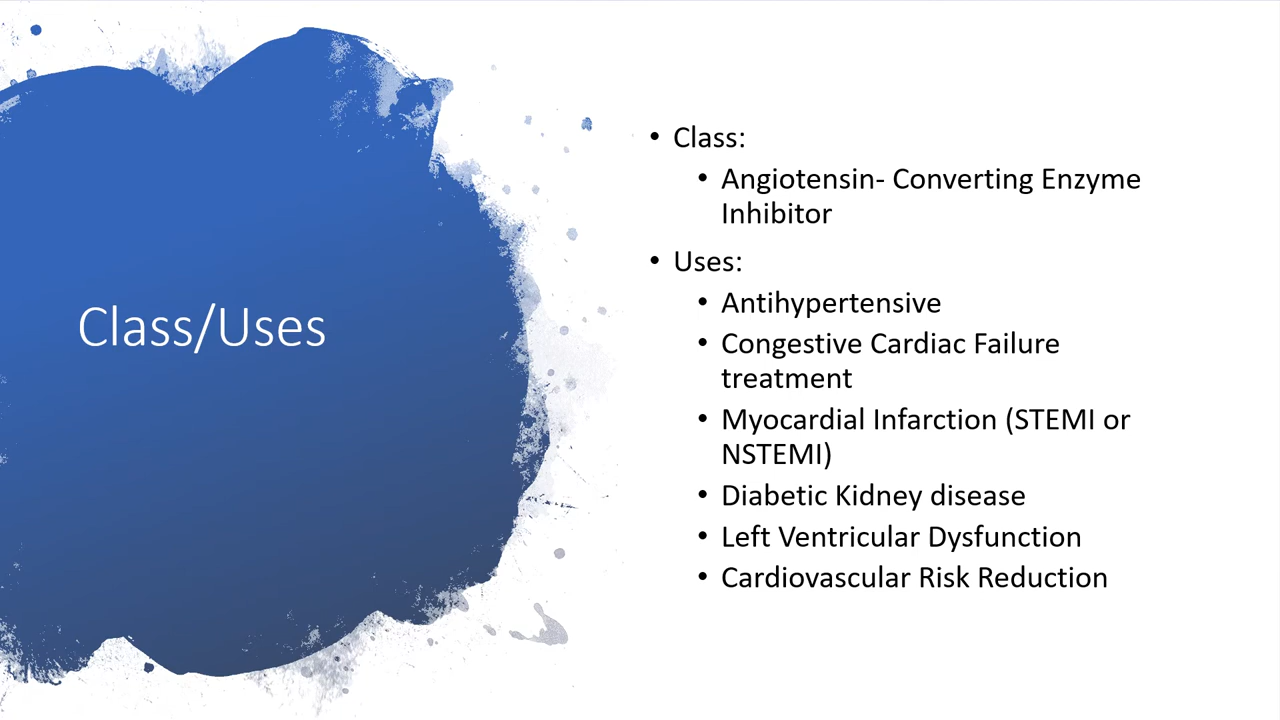 Class/Uses
• Class:
• Angiotensin- Converting Enzyme
Inhibitor
• Uses:
• Antihypertensive
• Congestive Cardiac Failure
treatment
• Myocardial Infarction (STEMI or
NSTEMI)
• Diabetic Kidney disease
• Left Ventricular Dysfunction
• Cardiovascular Risk Reduction